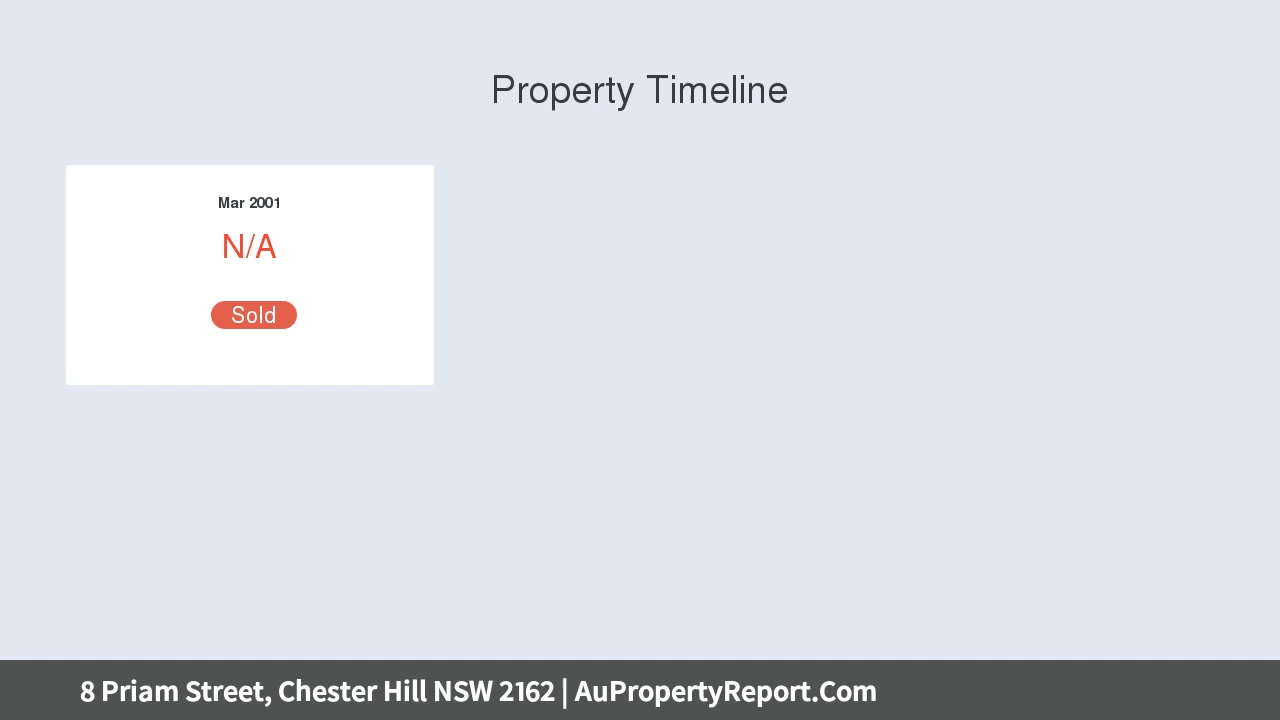 Property Timeline
Mar 2001
N/A
Sold
8 Priam Street, Chester Hill NSW 2162 | AuPropertyReport.Com